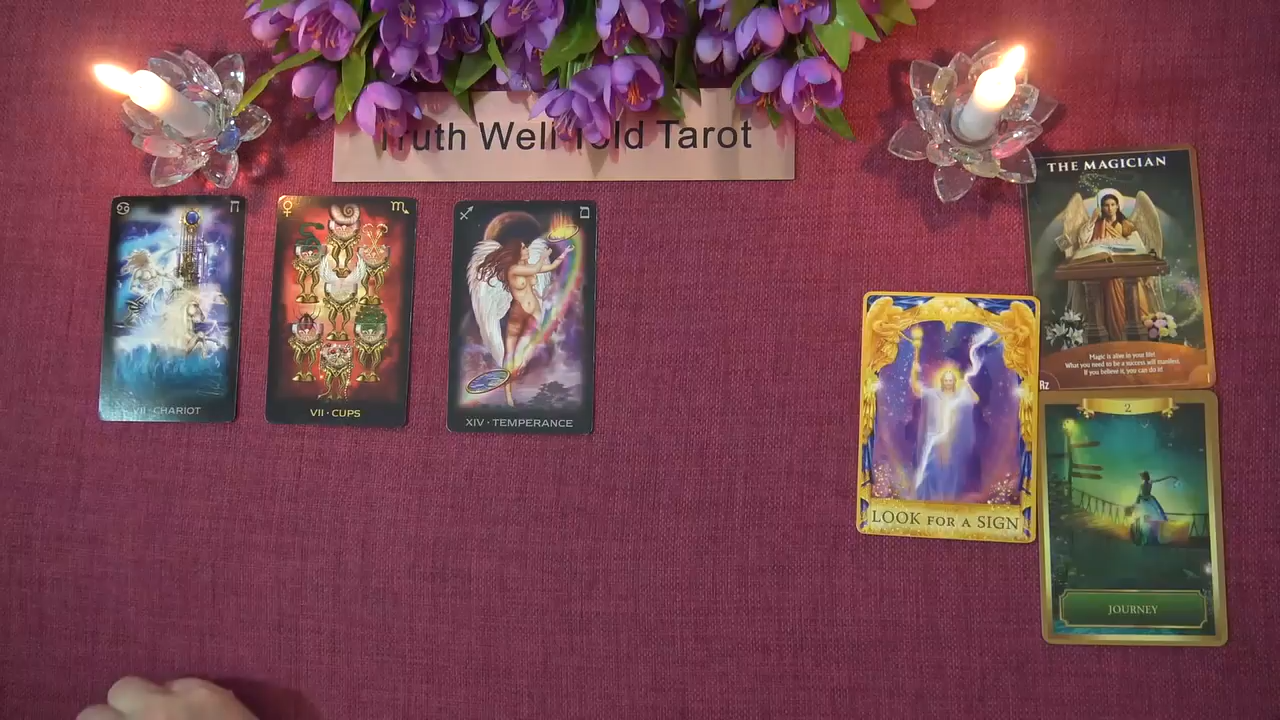 Truth Well Told Tarot
THE MAGICIAN
Magic is alive in your life!
What you need to be a success will manifest.
If you believe it, you can do it!
Rz
VII · CHARIOT
VII · CUPS
XIV · TEMPERANCE
LOOK FOR A SIGN
2
JOURNEY